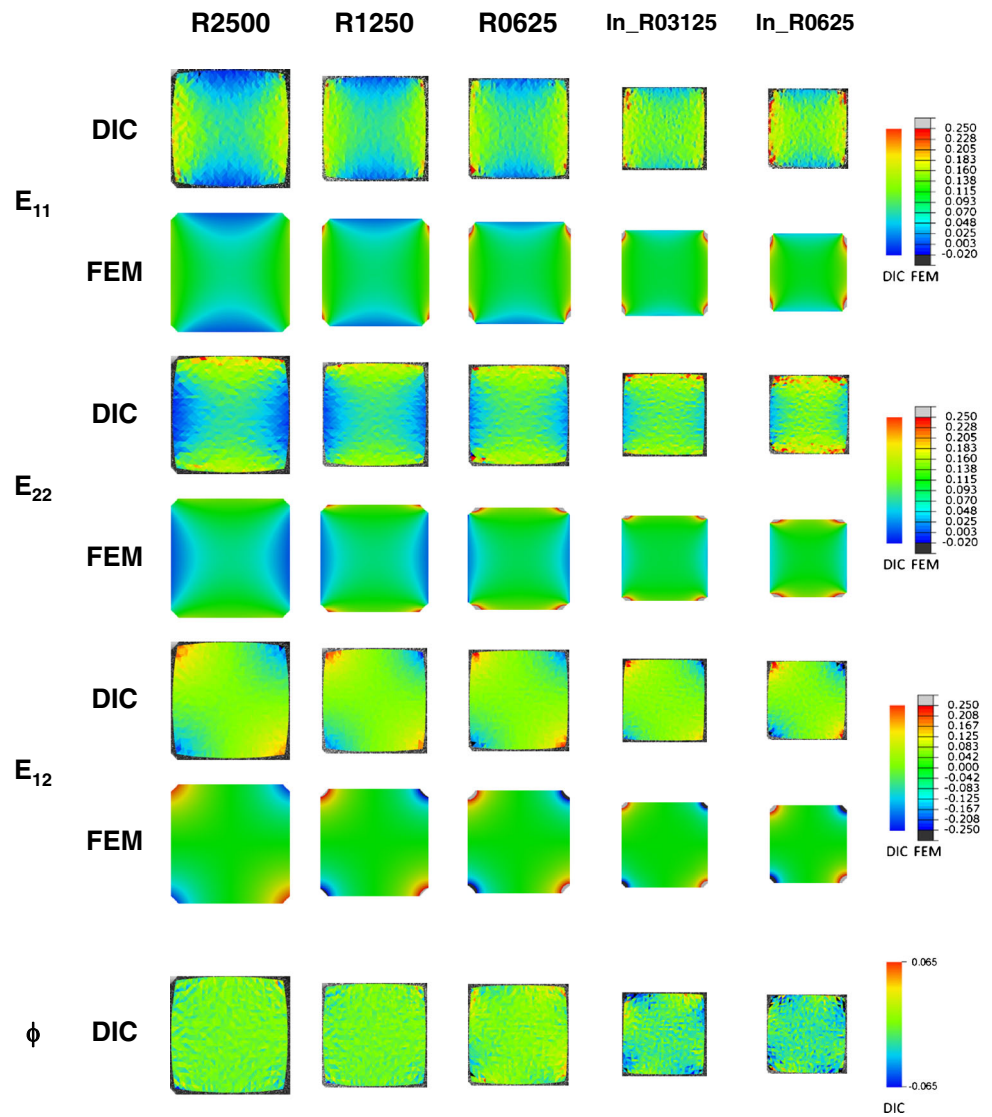 R2500 R1250 R0625 In_R03125 In_R0625
DIC
E11
FEM
0.250
0.228
0.205
0.183
0.160
0.138
0.115
0.093
0.070
0.048
0.025
0.003
-0.020
DIC FEM
DIC
E22
FEM
0.250
0.228
0.205
0.183
0.160
0.138
0.115
0.093
0.070
0.048
0.025
0.003
-0.020
DIC FEM
DIC
E12
FEM
0.250
0.208
0.167
0.125
0.083
0.042
0.000
-0.042
-0.083
-0.125
-0.167
-0.208
-0.250
DIC FEM
ϕ DIC
0.065
-0.065
DIC